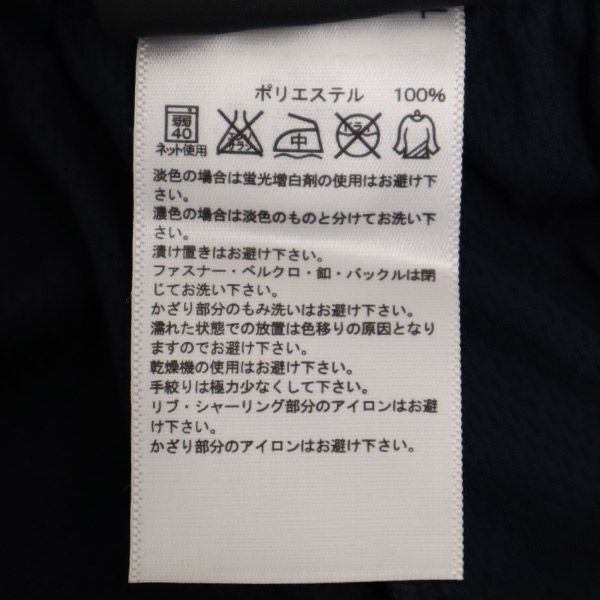 ポリエステル 100%
弱 エンソ サラシ 中 ドライ
40
ネット使用
淡色の場合は蛍光増白剤の使用はお避け下
さい。
濃色の場合は淡色のものと分けてお洗い下
さい。
漬け置きはお避け下さい。
ファスナー・ベルクロ・釦・バックルは閉
じてお洗い下さい。
かざり部分のもみ洗いはお避け下さい。
濡れた状態での放置は色移りの原因となり
ますのでお避け下さい。
乾燥機の使用はお避け下さい。
手絞りは極力少なくして下さい。
リブ・シャーリング部分のアイロンはお避
け下さい。
かざり部分のアイロンはお避け下さい。